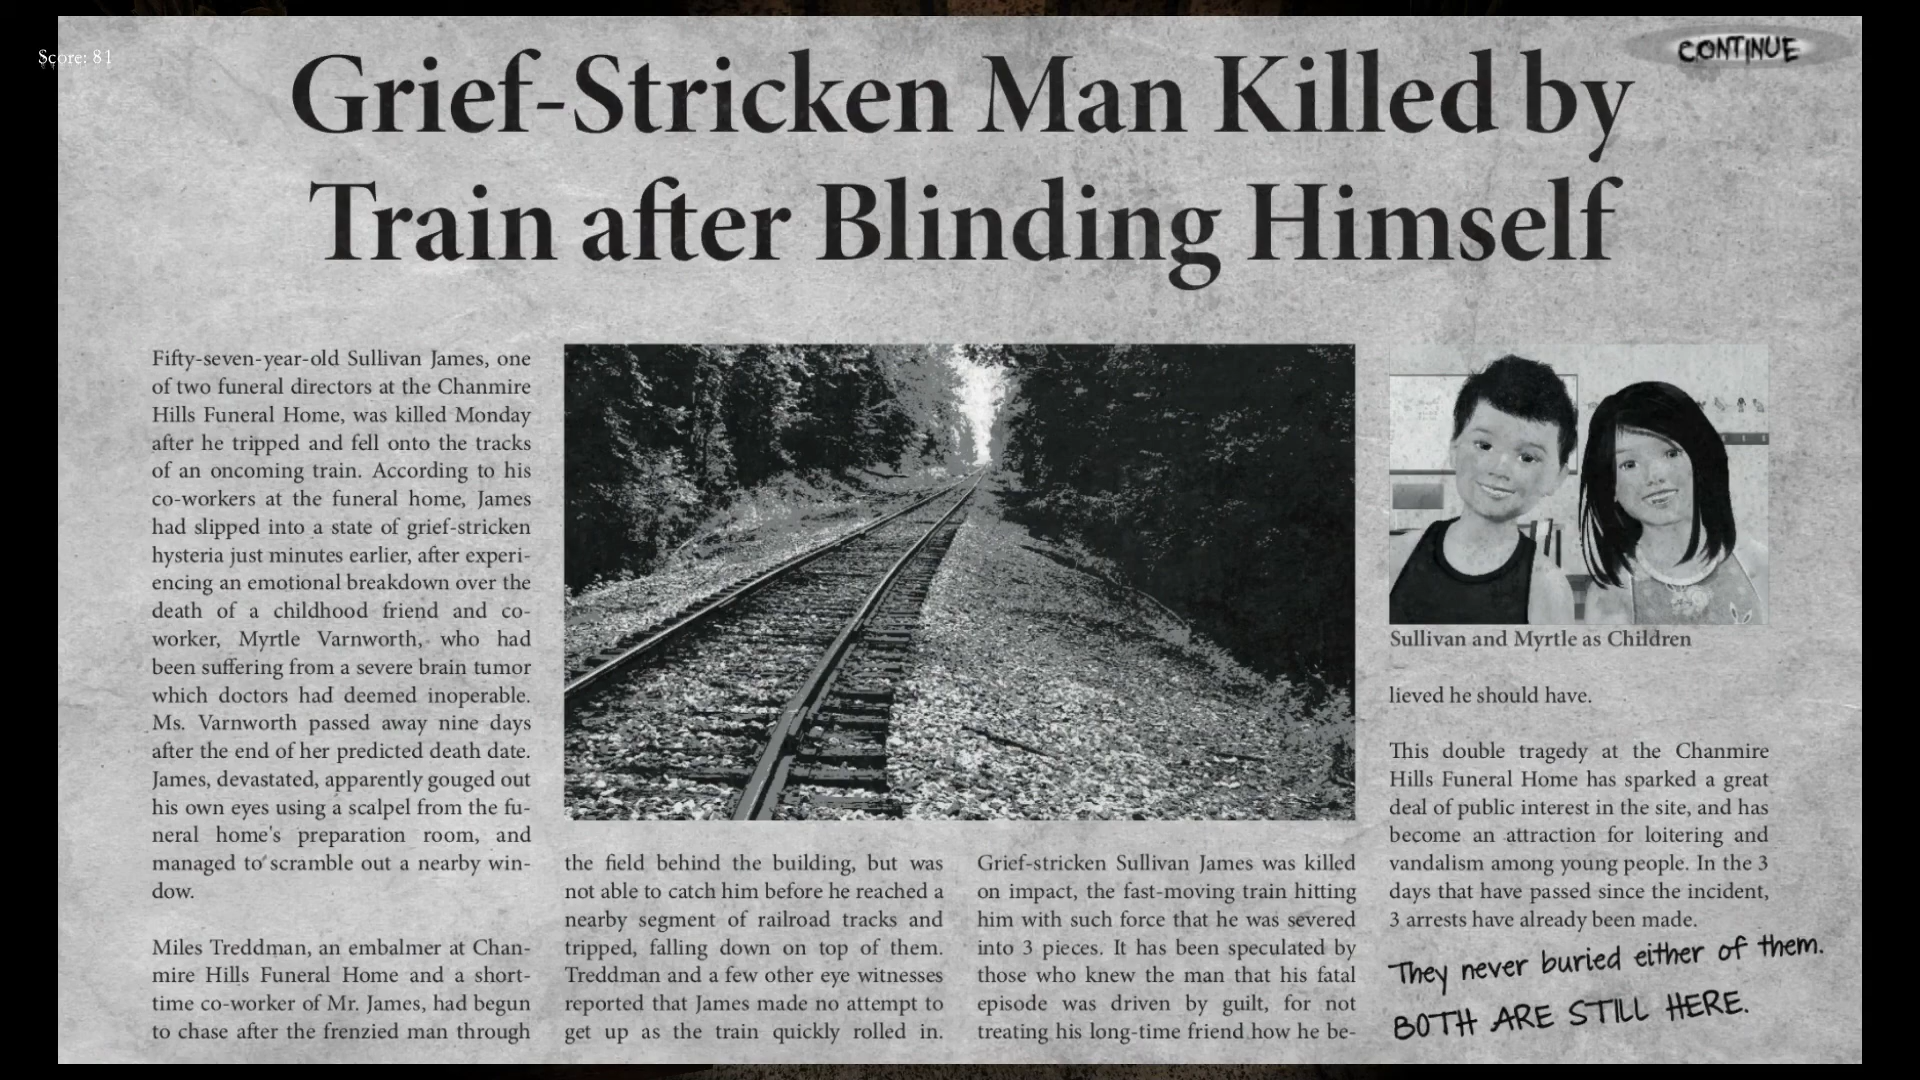 Score: 81
CONTINUE
Grief-Stricken Man Killed by
Train after Blinding Himself
Fifty-seven-year-old Sullivan James, one
of two funeral directors at the Chanmire
Hills Funeral Home, was killed Monday
after he tripped and fell onto the tracks
of an oncoming train. According to his
co-workers at the funeral home, James
had slipped into a state of grief-stricken
hysteria just minutes earlier, after experi-
encing an emotional breakdown over the
death of a childhood friend and co-
worker, Myrtle Varnworth, who had
been suffering from a severe brain tumor
which doctors had deemed inoperable.
Ms. Varnworth passed away nine days
after the end of her predicted death date.
James, devastated, apparently gouged out
his own eyes using a scalpel from the fu-
neral home's preparation room, and
managed to scramble out a nearby win-
dow.
Miles Treddman, an embalmer at Chan-
mire Hills Funeral Home and a short-
time co-worker of Mr. James, had begun
to chase after the frenzied man through
the field behind the building, but was
not able to catch him before he reached a
nearby segment of railroad tracks and
tripped, falling down on top of them.
Treddman and a few other eye witnesses
reported that James made no attempt to
get up as the train quickly rolled in.
Grief-stricken Sullivan James was killed
on impact, the fast-moving train hitting
him with such force that he was severed
into 3 pieces. It has been speculated by
those who knew the man that his fatal
episode was driven by guilt, for not
treating his long-time friend how he be-
Sullivan and Myrtle as Children
lieved he should have.
This double tragedy at the Chanmire
Hills Funeral Home has sparked a great
deal of public interest in the site, and has
become an attraction for loitering and
vandalism among young people. In the 3
days that have passed since the incident,
3 arrests have already been made.
They never buried either of them.
BOTH ARE STILL HERE.